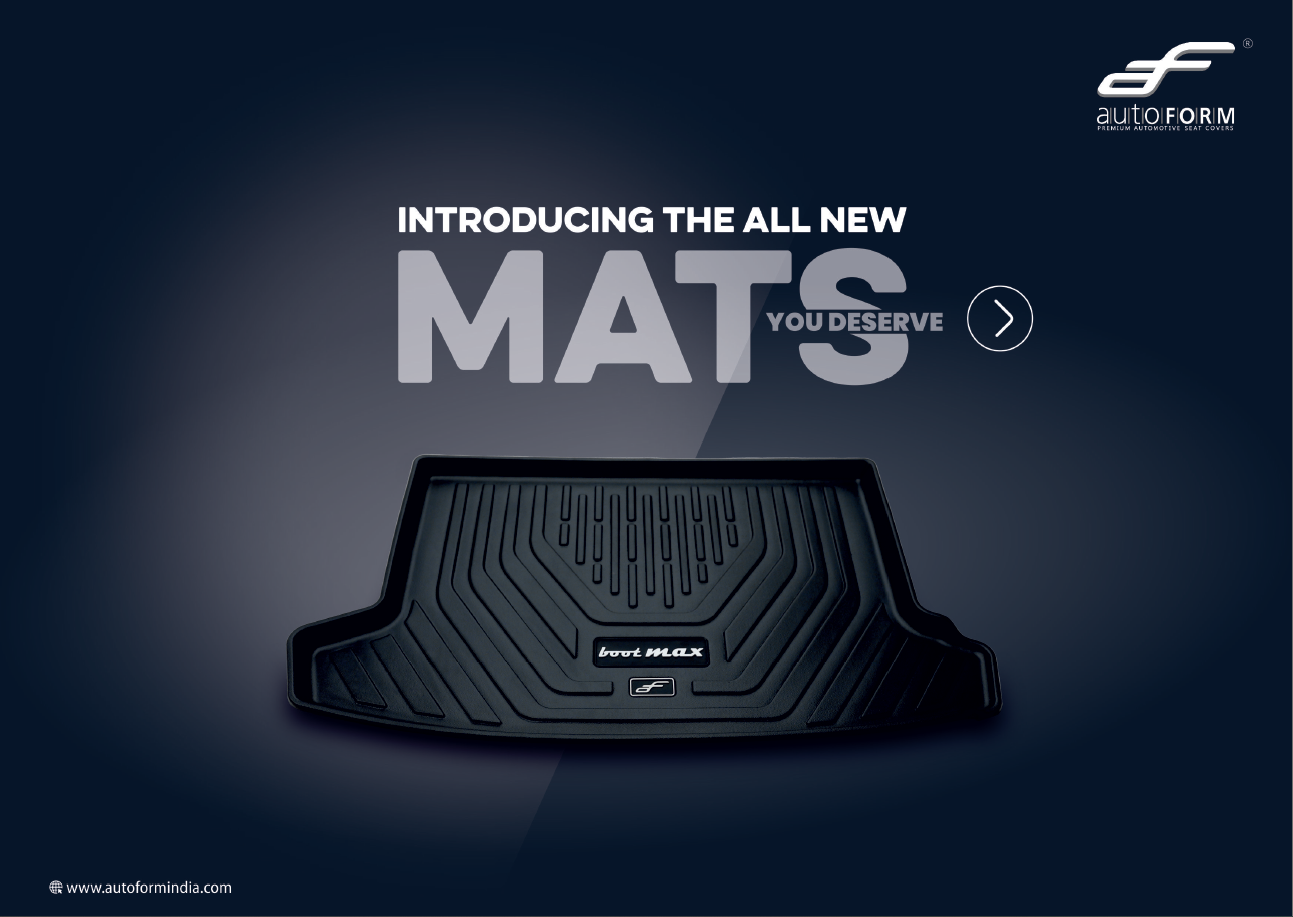 ®
autoFORM
PREMIUM AUTOMOTIVE SEAT COVERS
INTRODUCING THE ALL NEW
MATS
YOU DESERVE
boot max
www.autoformindia.com